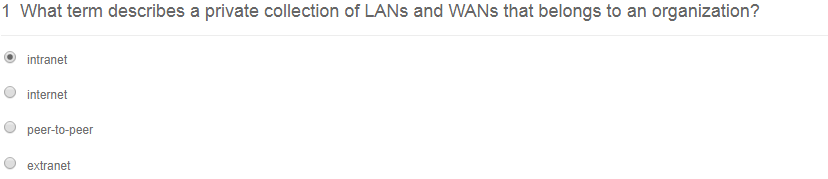 1 What term describes a private collection of LANs and WANs that belongs to an organization?
intranet
internet
peer-to-peer
extranet